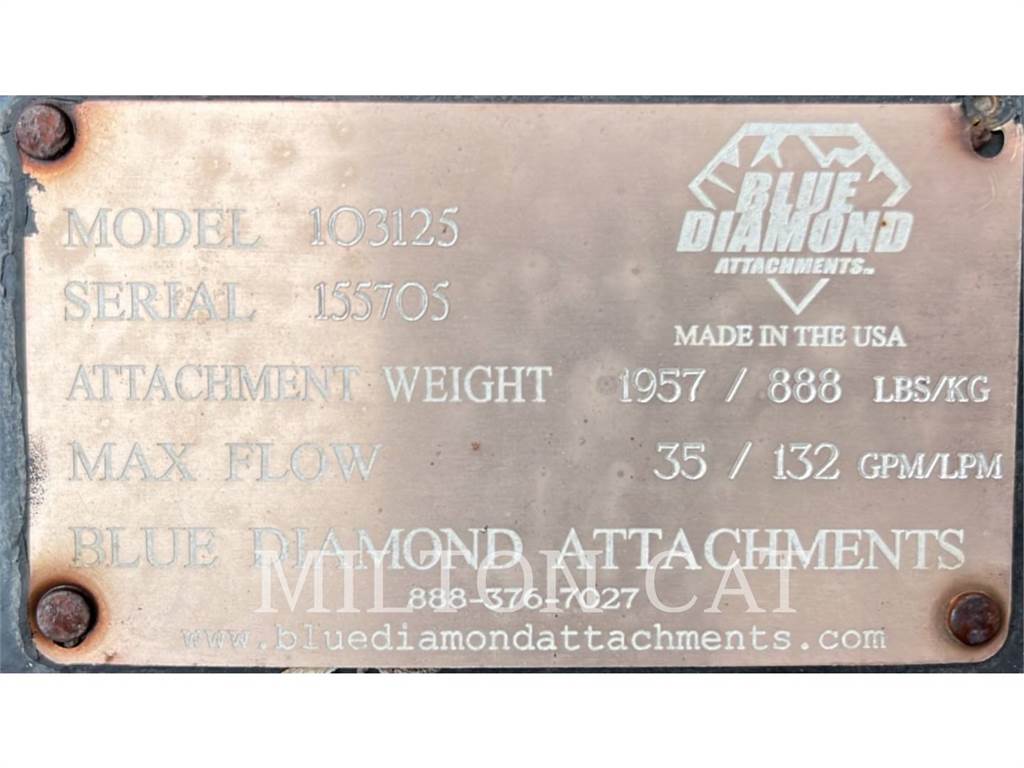 BLUE
DIAMOND
ATTACHMENTS
MADE IN THE USA
MODEL 103125
SERIAL 155705
ATTACHMENT WEIGHT 1957 / 888 LBS/KG
MAX FLOW 35 / 132 GPM/LPM
BLUE DIAMOND ATTACHMENTS
MILTON CAT
888-376-7027
www.bluediamondattachments.com